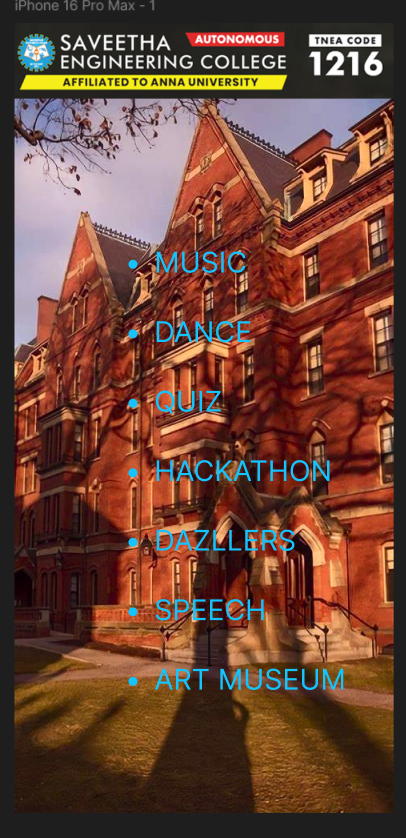 iPhone 16 Pro Max - 1
SAVEETHA AUTONOMOUS
ENGINEERING COLLEGE
AFFILIATED TO ANNA UNIVERSITY
TNEA CODE
1216
• MUSIC
• DANCE
• QUIZ
• HACKATHON
• DAZLLERS
• SPEECH
• ART MUSEUM